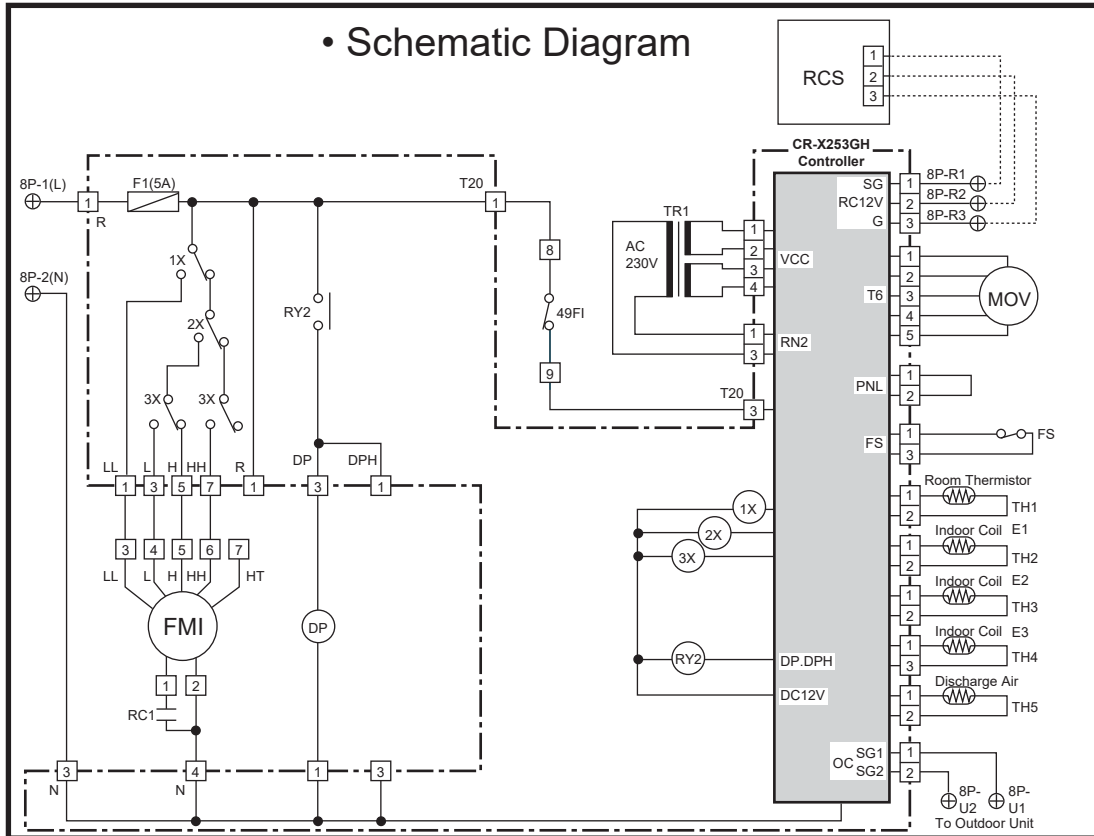 • Schematic Diagram
RCS
1
2
3
CR-X253GH
Controller
8P-1(L)
1
R
F1(5A)
T20
1
8P-2(N)
1X
2X
3X
3X
RY2
8
49FI
9
T20
3
TR1
AC
230V
1
2
3
4
VCC
1
3
RN2
SG
RC12V
G
1
2
3
8P-R1
8P-R2
8P-R3
T6
1
2
3
4
5
MOV
PNL
1
2
FS
1
3
FS
Room Thermistor
1
2
TH1
Indoor Coil E1
1
2
TH2
Indoor Coil E2
1
2
TH3
Indoor Coil E3
1
3
TH4
Discharge Air
1
2
TH5
LL
L
H
HH
R
DP
DPH
1
3
5
7
1
3
1
3
4
5
6
7
LL
L
H
HH
HT
FMI
DP
1
2
RC1
1X
2X
3X
RY2
DP.DPH
DC12V
OC
SG1
SG2
1
2
8P-
U2
8P-
U1
To Outdoor Unit
3
N
4
N
1
3